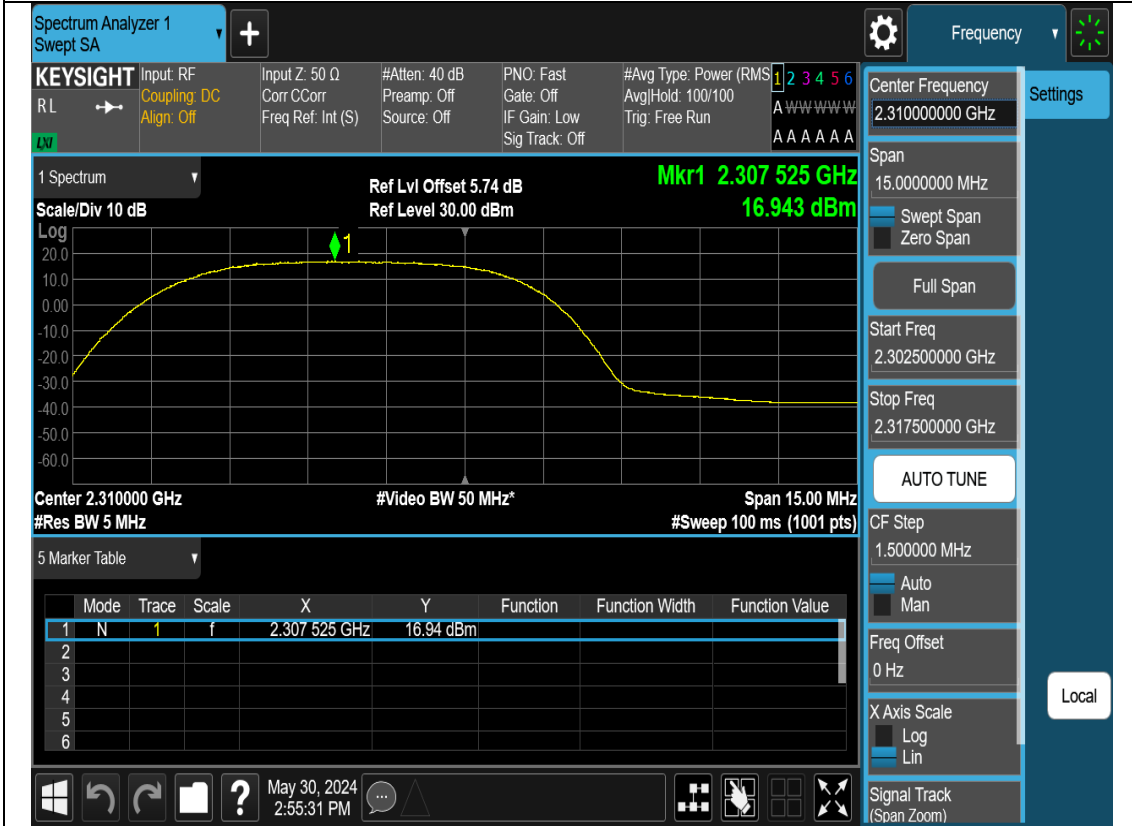 Spectrum Analyzer 1
Swept SA
+
Frequency
KEYSIGHT
RL
LXI
Input: RF
Coupling: DC
Align: Off
Input Z: 50 Ω
Corr CCorr
Freq Ref: Int (S)
#Atten: 40 dB
Preamp: Off
Source: Off
PNO: Fast
Gate: Off
IF Gain: Low
Sig Track: Off
#Avg Type: Power (RMS
Avg|Hold: 100/100
Trig: Free Run
1 2 3 4 5 6
A W W W W W
A A A A A A
1 Spectrum
Scale/Div 10 dB
Ref Lvl Offset 5.74 dB
Ref Level 30.00 dBm
Mkr1 2.307 525 GHz
16.943 dBm
Log
1
20.0
10.0
0.00
-10.0
-20.0
-30.0
-40.0
-50.0
-60.0
Center 2.310000 GHz
#Video BW 50 MHz*
Span 15.00 MHz
#Res BW 5 MHz
#Sweep 100 ms (1001 pts)
5 Marker Table
Mode Trace Scale X Y Function Function Width Function Value
1 N 1 f 2.307 525 GHz 16.94 dBm
2
3
4
5
6
May 30, 2024
2:55:31 PM
?
Center Frequency
2.310000000 GHz
Settings
Span
15.0000000 MHz
Swept Span
Zero Span
Full Span
Start Freq
2.302500000 GHz
Stop Freq
2.317500000 GHz
AUTO TUNE
CF Step
1.500000 MHz
Auto
Man
Freq Offset
0 Hz
Local
X Axis Scale
Log
Lin
Signal Track
(Span Zoom)